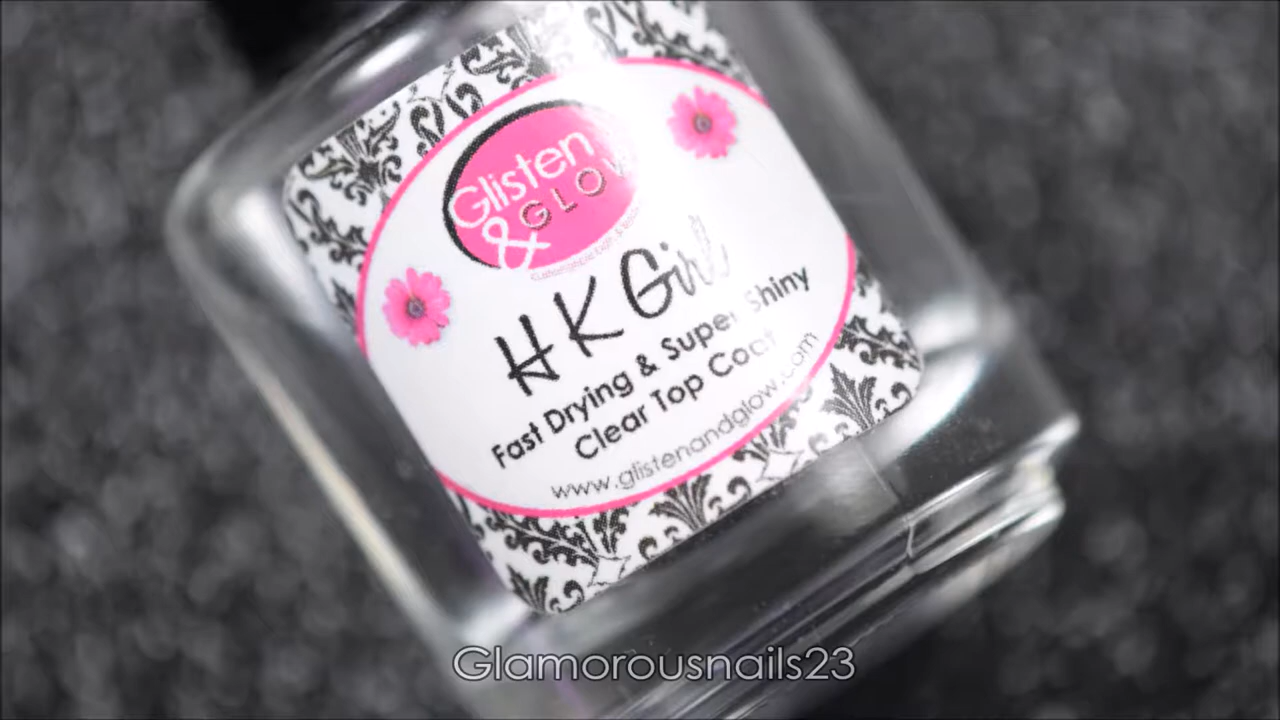 Glisten
& GLOW
HK Girl
Fast Drying & Super Shiny
Clear Top Coat
www.glistenandglow.com
Glamorousnails23